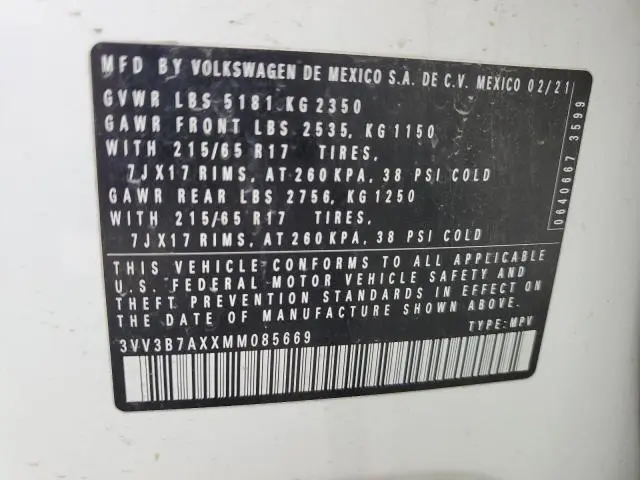 MFD BY VOLKSWAGEN DE MEXICO S.A. DE C.V. MEXICO 02/21
GVWR LBS 5181 KG 2350
GAWR FRONT LBS 2535, KG 1150
WITH 215/65 R17 TIRES,
7JX17 RIMS, AT 260 KPA, 38 PSI COLD
GAWR REAR LBS 2756, KG 1250
WITH 215/65 R17 TIRES,
7JX17 RIMS, AT 260 KPA, 38 PSI COLD
THIS VEHICLE CONFORMS TO ALL APPLICABLE
U.S. FEDERAL MOTOR VEHICLE SAFETY AND
THEFT PREVENTION STANDARDS IN EFFECT ON
THE DATE OF MANUFACTURE SHOWN ABOVE.
3VV3B7AXXMM085669 TYPE: MPV
0640667 3599